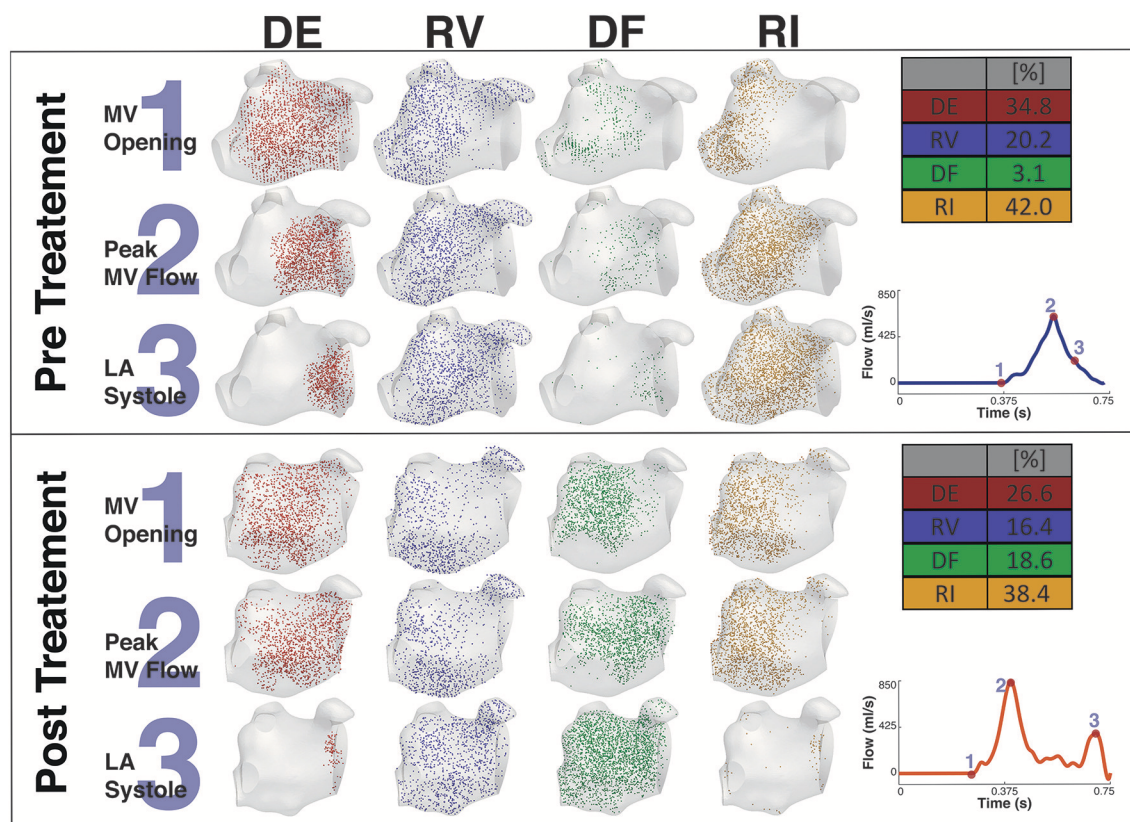 DE RV DF RI
Pre Treatement
1
MV
Opening
2
Peak
MV Flow
3
LA
Systole
[%]
DE 34.8
RV 20.2
DF 3.1
RI 42.0
850
425
0
Flow (ml/s)
1
2
3
0 0.375 0.75
Time (s)
Post Treatement
1
MV
Opening
2
Peak
MV Flow
3
LA
Systole
[%]
DE 26.6
RV 16.4
DF 18.6
RI 38.4
850
425
0
Flow (ml/s)
1
2
3
0 0.375 0.75
Time (s)